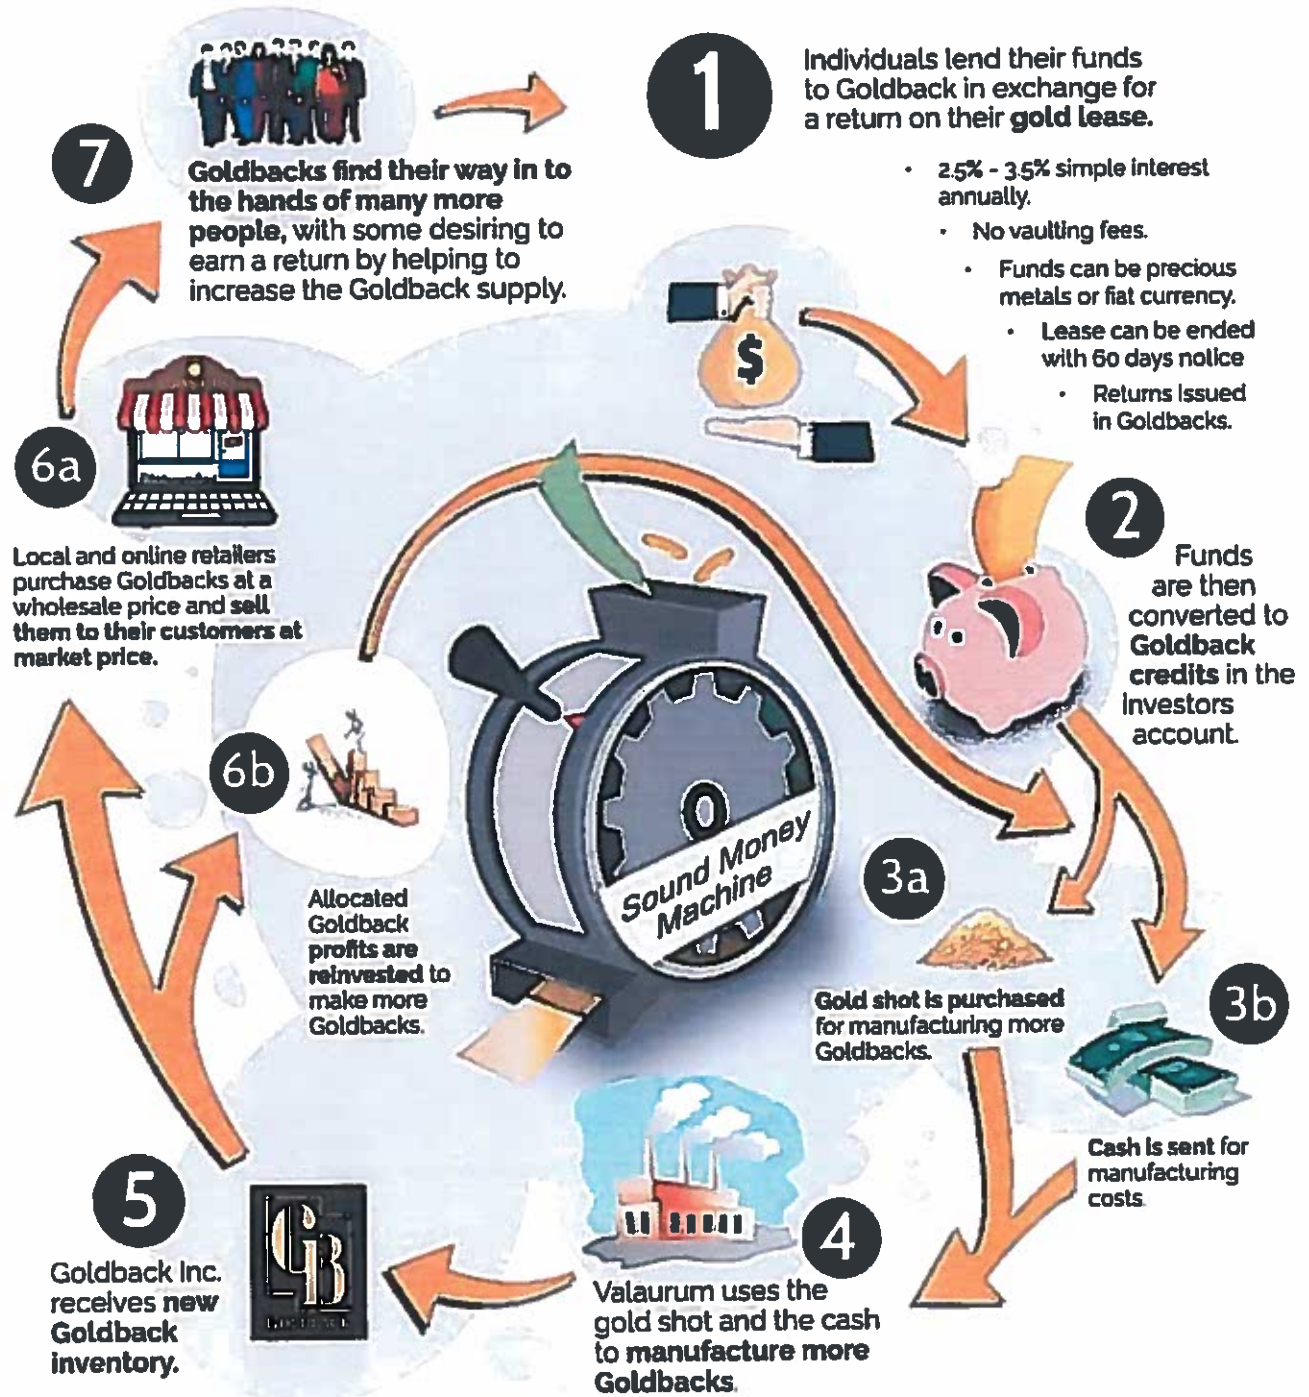 1
Individuals lend their funds
to Goldback in exchange for
a return on their gold lease.
• 2.5% - 3.5% simple interest
annually.
• No vaulting fees.
• Funds can be precious
metals or fiat currency.
• Lease can be ended
with 60 days notice
• Returns Issued
in Goldbacks.
$
2
Funds
are then
converted to
Goldback
credits in the
Investors
account.
3a
Gold shot is purchased
for manufacturing more
Goldbacks.
3b
Cash is sent for
manufacturing
costs.
Sound Money
Machine
4
Valaurum uses the
gold shot and the cash
to manufacture more
Goldbacks.
5
Goldback Inc.
receives new
Goldback
inventory.
GB
6a
Local and online retailers
purchase Goldbacks at a
wholesale price and sell
them to their customers at
market price.
6b
Allocated
Goldback
profits are
reinvested to
make more
Goldbacks.
7
Goldbacks find their way in to
the hands of many more
people, with some desiring to
earn a return by helping to
increase the Goldback supply.